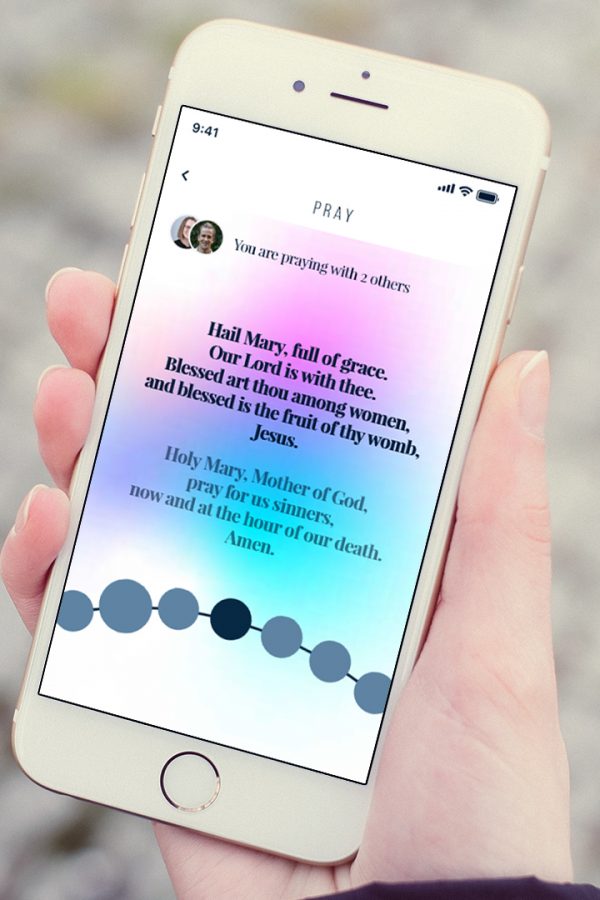 9:41
PRAY
You are praying with 2 others
Hail Mary, full of grace.
Our Lord is with thee.
Blessed art thou among women,
and blessed is the fruit of thy womb,
Jesus.
Holy Mary, Mother of God,
pray for us sinners,
now and at the hour of our death.
Amen.